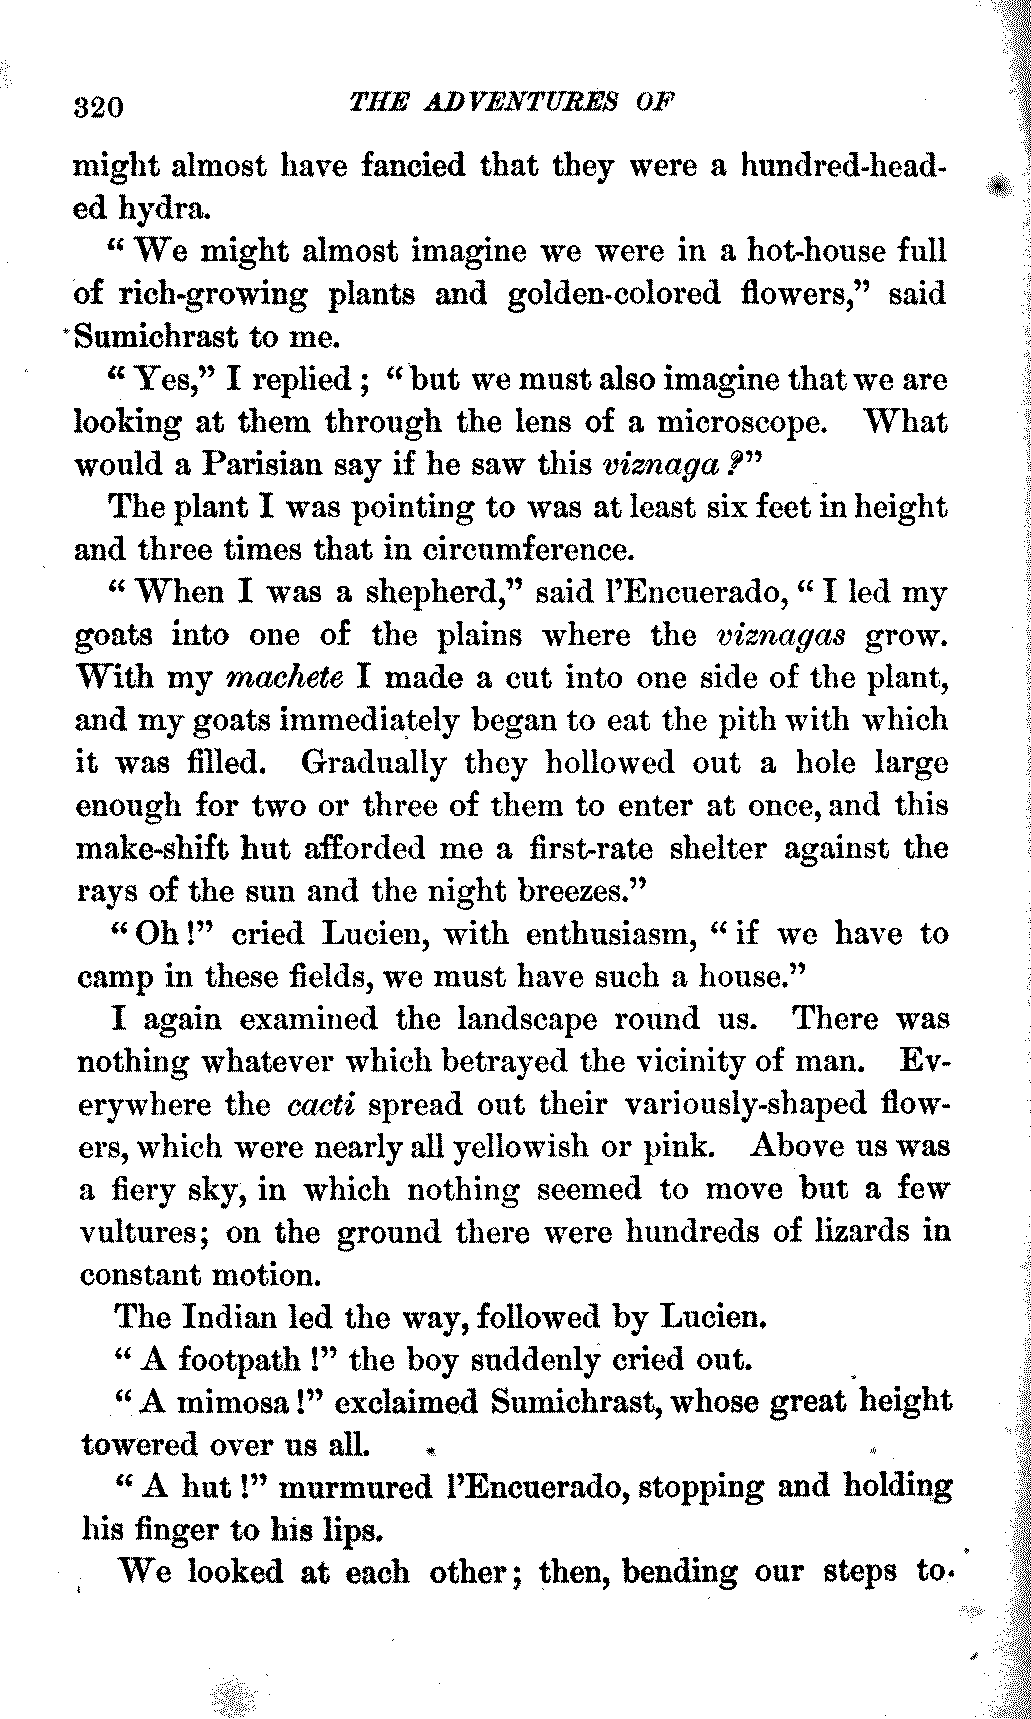 320 THE ADVENTURES OF
might almost have fancied that they were a hundred-head-
ed hydra.
“We might almost imagine we were in a hot-house full
of rich-growing plants and golden-colored flowers,” said
Sumichrast to me.
“Yes,” I replied; “but we must also imagine that we are
looking at them through the lens of a microscope. What
would a Parisian say if he saw this viznaga?”
The plant I was pointing to was at least six feet in height
and three times that in circumference.
“When I was a shepherd,” said l’Encuerado, “I led my
goats into one of the plains where the viznagas grow.
With my machete I made a cut into one side of the plant,
and my goats immediately began to eat the pith with which
it was filled. Gradually they hollowed out a hole large
enough for two or three of them to enter at once, and this
make-shift hut afforded me a first-rate shelter against the
rays of the sun and the night breezes.”
“Oh!” cried Lucien, with enthusiasm, “if we have to
camp in these fields, we must have such a house.”
I again examined the landscape round us. There was
nothing whatever which betrayed the vicinity of man. Ev-
erywhere the cacti spread out their variously-shaped flow-
ers, which were nearly all yellowish or pink. Above us was
a fiery sky, in which nothing seemed to move but a few
vultures; on the ground there were hundreds of lizards in
constant motion.
The Indian led the way, followed by Lucien.
“A footpath!” the boy suddenly cried out.
“A mimosa!” exclaimed Sumichrast, whose great height
towered over us all.
“A hut!” murmured l’Encuerado, stopping and holding
his finger to his lips.
We looked at each other; then, bending our steps to-